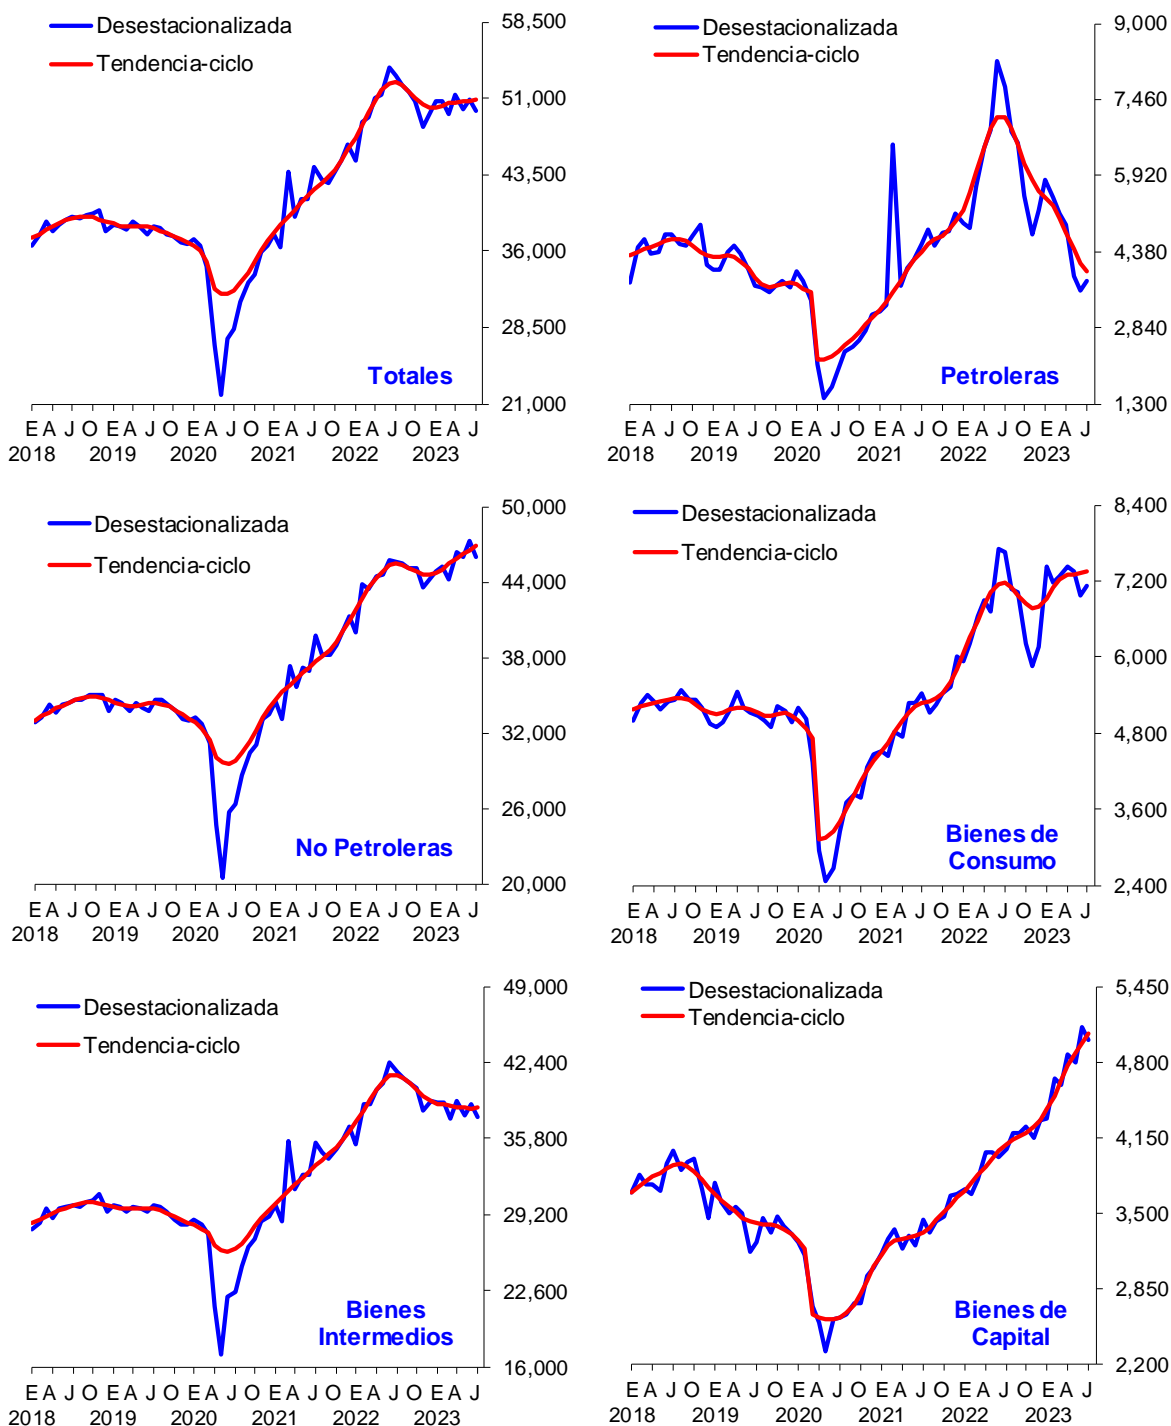 58,500
Desestacionalizada
Tendencia-ciclo
51,000
43,500
36,000
28,500
Totales
21,000
E A J O E A J O E A J O E A J O E A J O E A J
2018 2019 2020 2021 2022 2023
9,000
Desestacionalizada
Tendencia-ciclo
7,460
5,920
4,380
2,840
Petroleras
1,300
E A J O E A J O E A J O E A J O E A J O E A J
2018 2019 2020 2021 2022 2023
50,000
Desestacionalizada
Tendencia-ciclo
44,000
38,000
32,000
26,000
No Petroleras
20,000
E A J O E A J O E A J O E A J O E A J O E A J
2018 2019 2020 2021 2022 2023
8,400
Desestacionalizada
Tendencia-ciclo
7,200
6,000
4,800
3,600
Bienes de
Consumo
2,400
E A J O E A J O E A J O E A J O E A J O E A J
2018 2019 2020 2021 2022 2023
49,000
Desestacionalizada
Tendencia-ciclo
42,400
35,800
29,200
22,600
Bienes
Intermedios
16,000
E A J O E A J O E A J O E A J O E A J O E A J
2018 2019 2020 2021 2022 2023
5,450
Desestacionalizada
Tendencia-ciclo
4,800
4,150
3,500
2,850
Bienes de
Capital
2,200
E A J O E A J O E A J O E A J O E A J O E A J
2018 2019 2020 2021 2022 2023